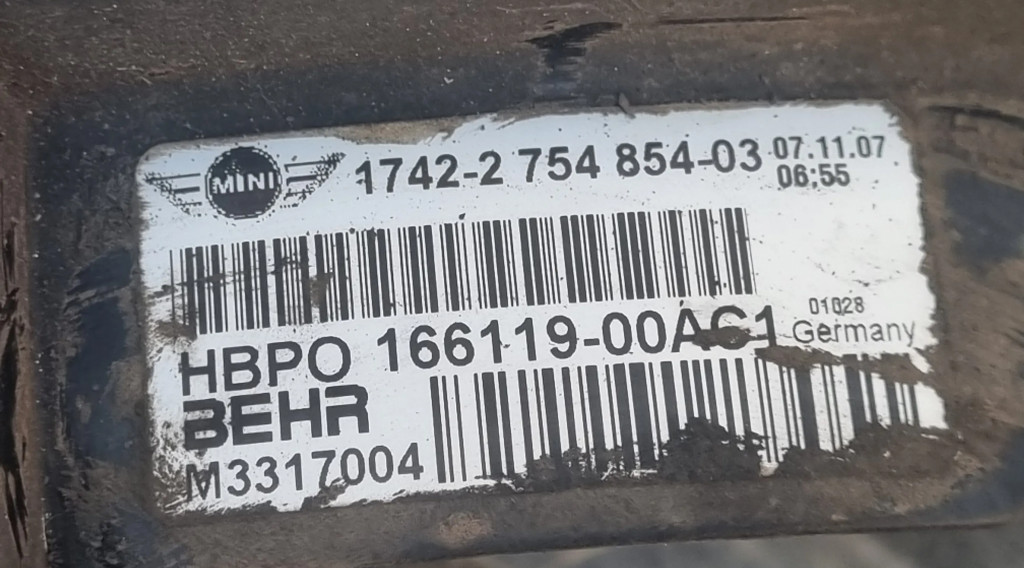 MINI 1742-2 754 854-03 07.11.07
06:55
HBPO 166119-00AC1 01028
Germany
BEHR
M3317004